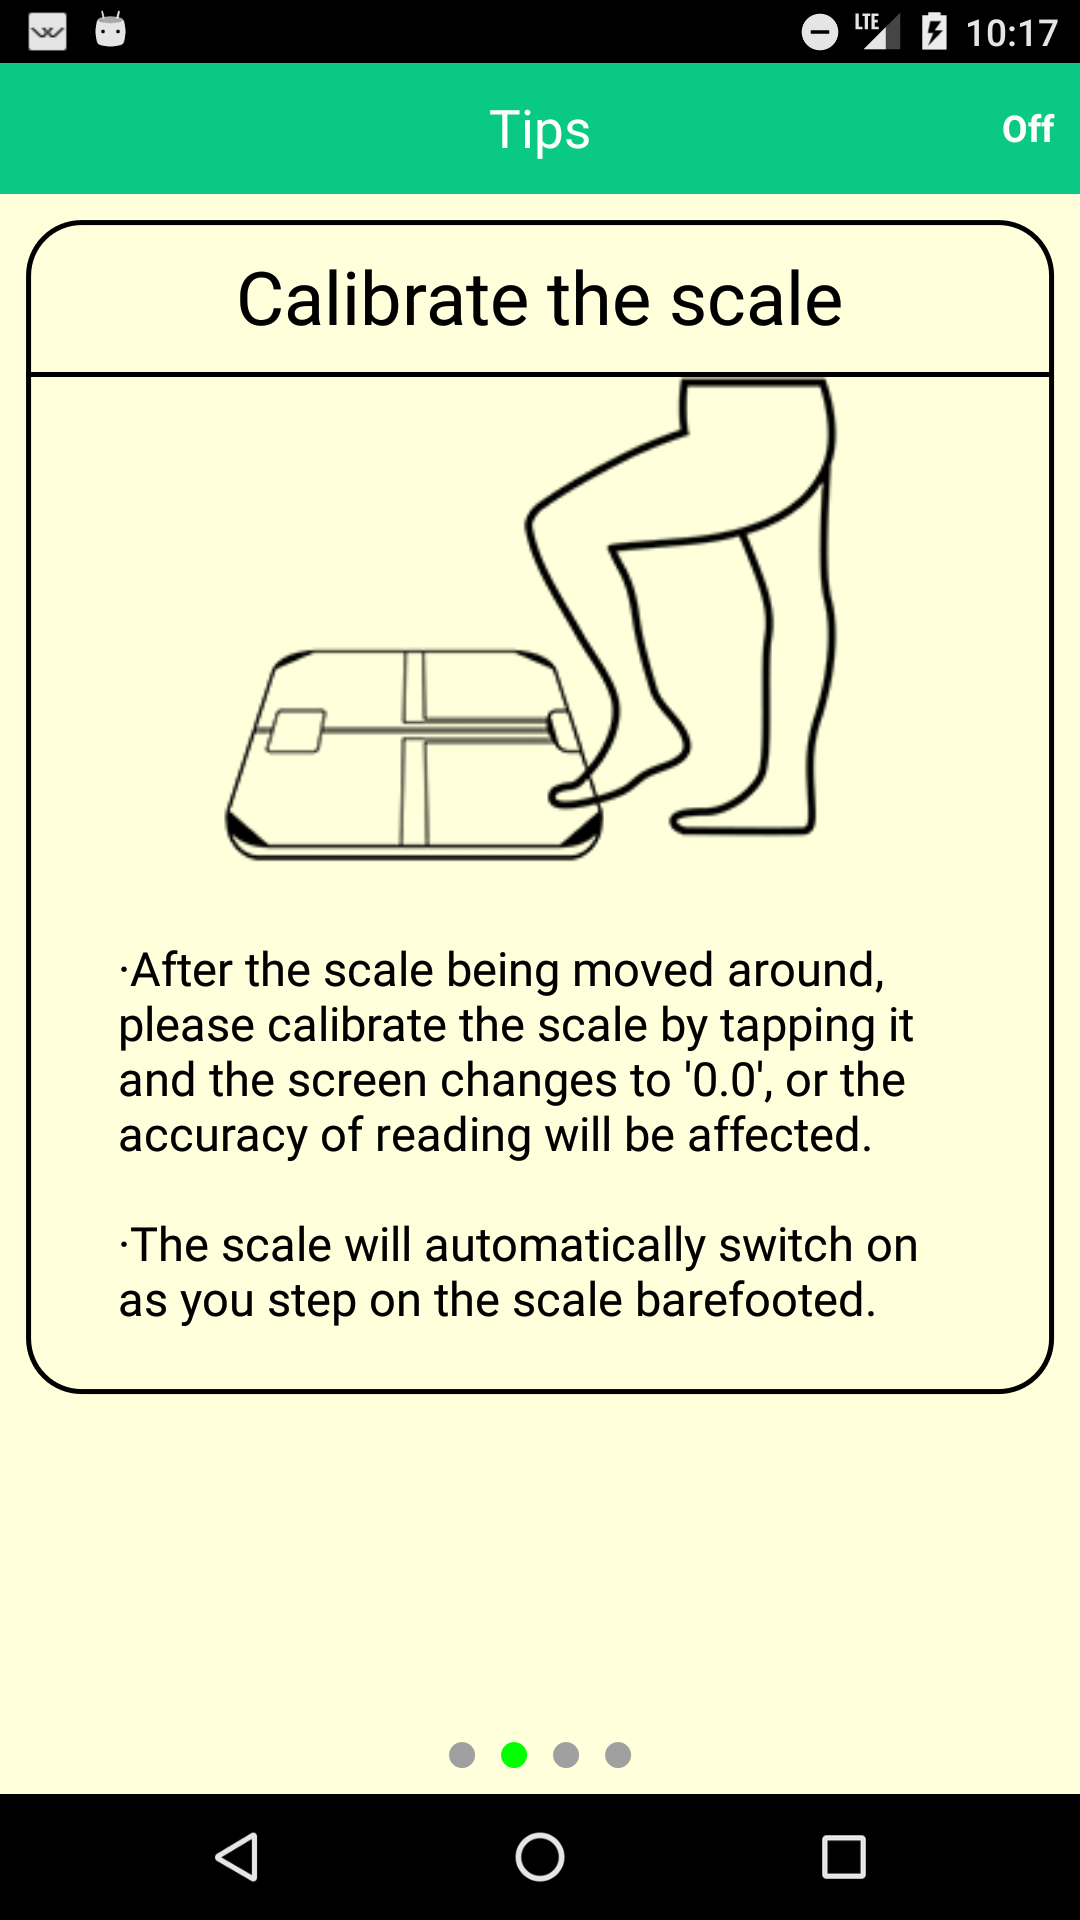 LTE 10:17
Tips
Off
Calibrate the scale
·After the scale being moved around,
please calibrate the scale by tapping it
and the screen changes to '0.0', or the
accuracy of reading will be affected.
·The scale will automatically switch on
as you step on the scale barefooted.